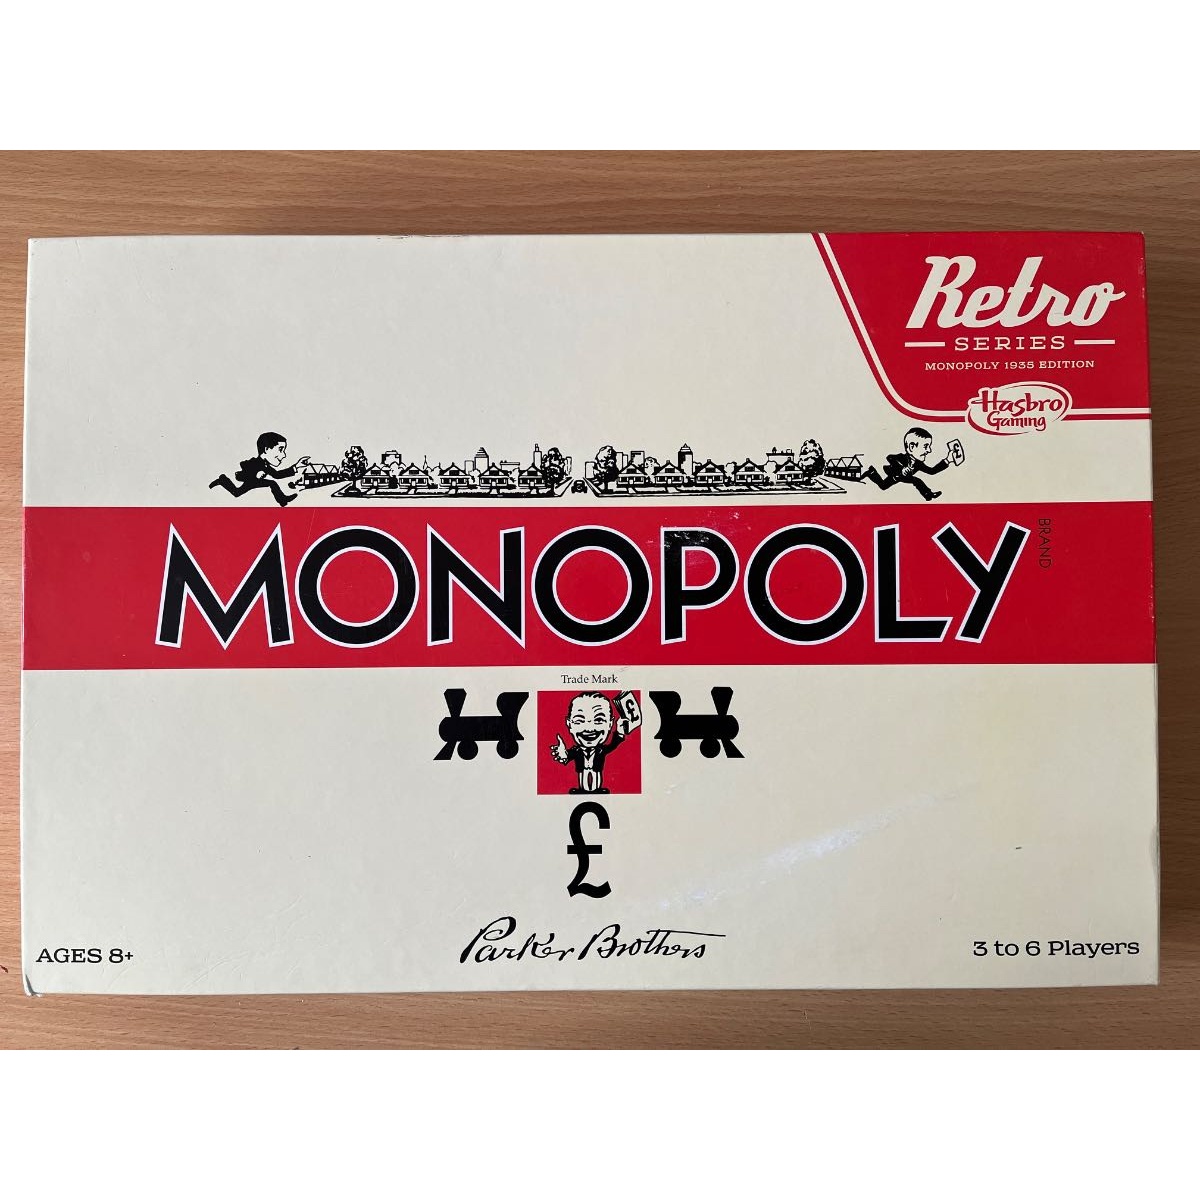 Retro
SERIES
MONOPOLY 1935 EDITION
Hasbro
Gaming
£
MONOPOLY
BRAND
Trade Mark
£
£
Parker Brothers
AGES 8+
3 to 6 Players